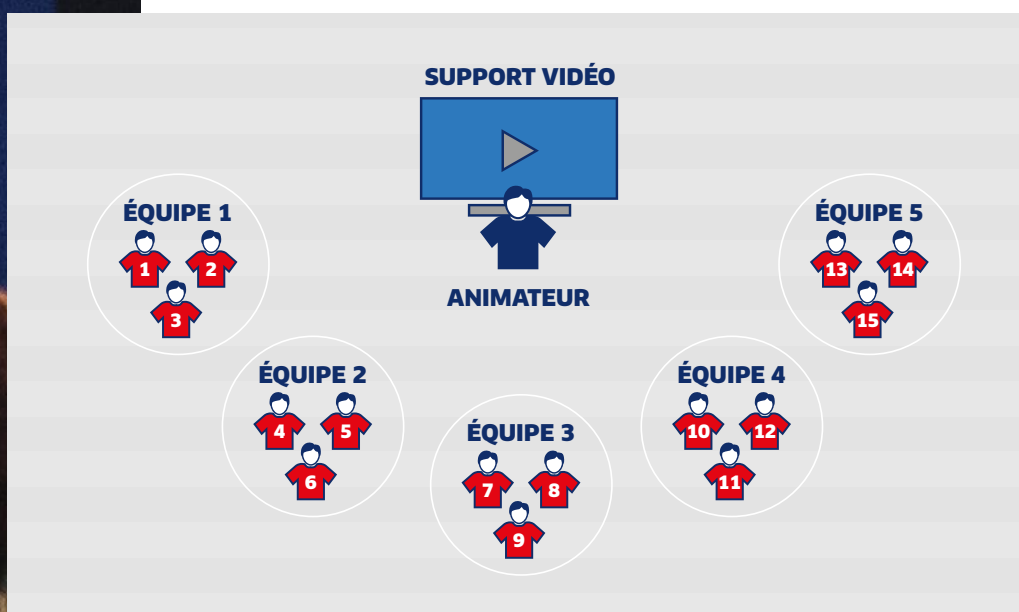 SUPPORT VIDÉO
ANIMATEUR
ÉQUIPE 1
1 2
3
ÉQUIPE 2
4 5
6
ÉQUIPE 3
7 8
9
ÉQUIPE 4
10 12
11
ÉQUIPE 5
13 14
15